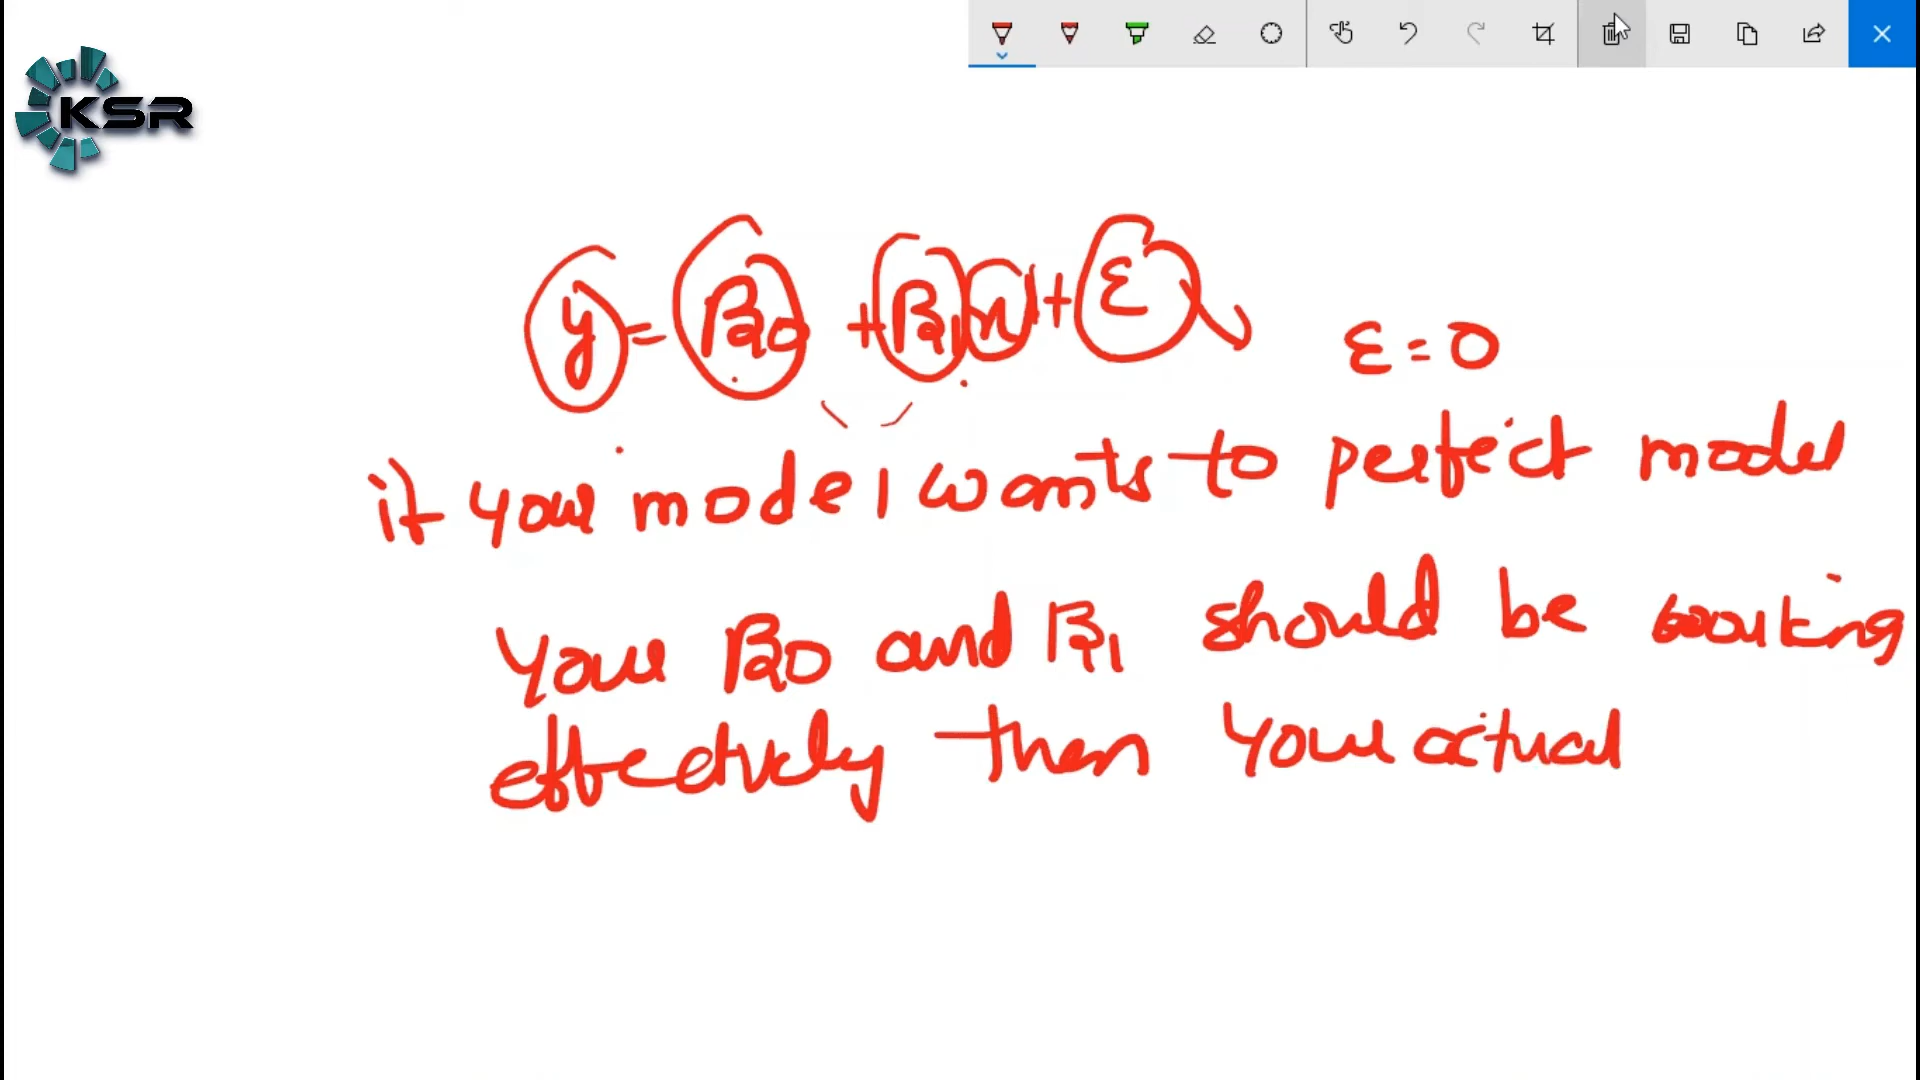 KSR
y = β0 + β1x + ε
ε = 0
if your model wants to perfect model
your β0 and β1 should be working
effectively then your actual